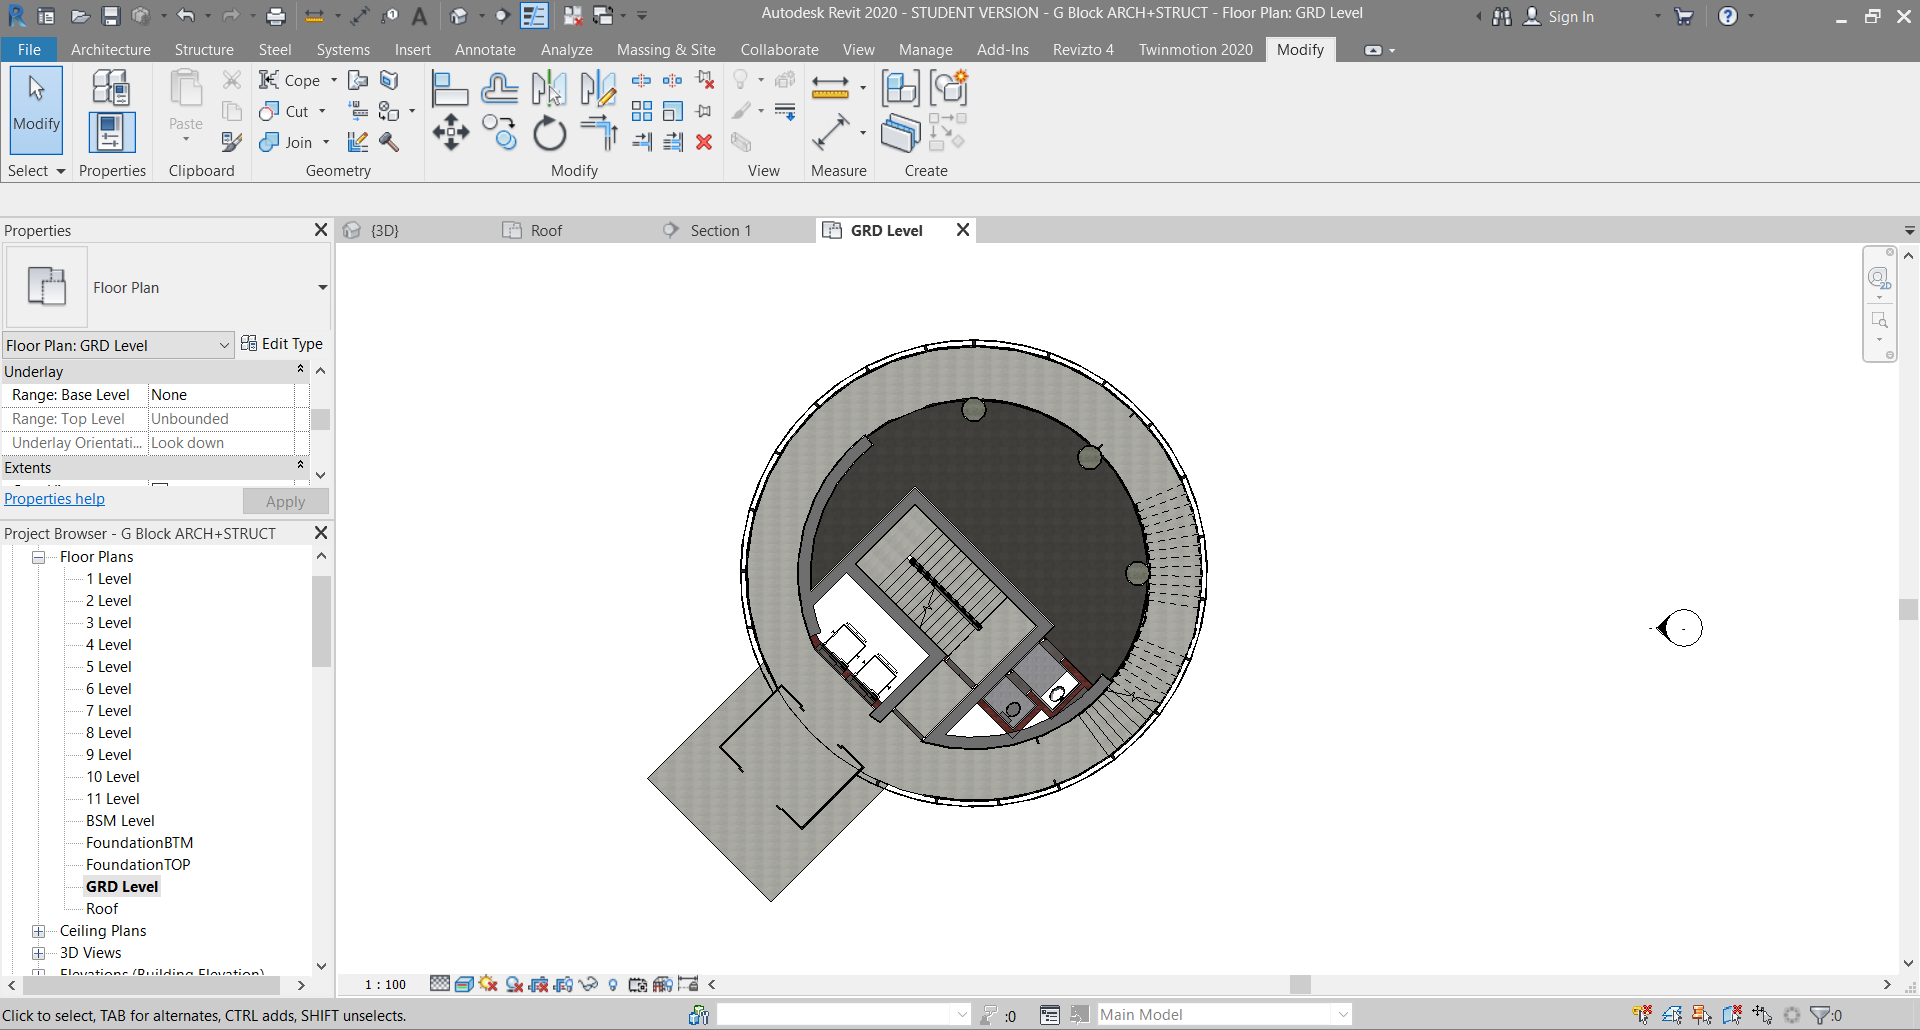 Autodesk Revit 2020 - STUDENT VERSION - G Block ARCH+STRUCT - Floor Plan: GRD Level
Sign In
File Architecture Structure Steel Systems Insert Annotate Analyze Massing & Site Collaborate View Manage Add-Ins Revizto 4 Twinmotion 2020 Modify
Modify
Paste
Cope
Cut
Join
Select Properties Clipboard Geometry Modify View Measure Create
Properties
{3D} Roof Section 1 GRD Level
2D
Floor Plan
Floor Plan: GRD Level Edit Type
Underlay
Range: Base Level None
Range: Top Level Unbounded
Underlay Orientati... Look down
Extents
Properties help Apply
Project Browser - G Block ARCH+STRUCT
Floor Plans
1 Level
2 Level
3 Level
4 Level
5 Level
6 Level
7 Level
8 Level
9 Level
10 Level
11 Level
BSM Level
FoundationBTM
FoundationTOP
GRD Level
Roof
Ceiling Plans
3D Views
Elevations (Building Elevation)
1 : 100
Click to select, TAB for alternates, CTRL adds, SHIFT unselects.
:0
Main Model
:0